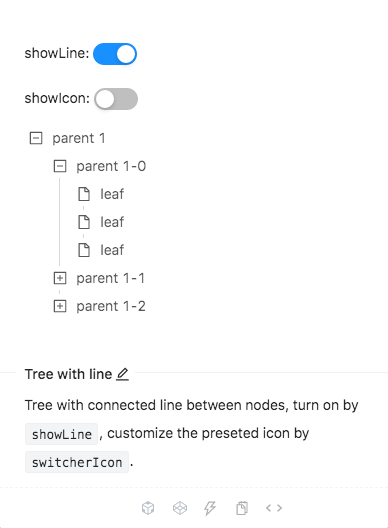 showLine:
showIcon:
parent 1
parent 1-0
leaf
leaf
leaf
parent 1-1
parent 1-2
Tree with line
Tree with connected line between nodes, turn on by
showLine , customize the preseted icon by
switcherIcon .